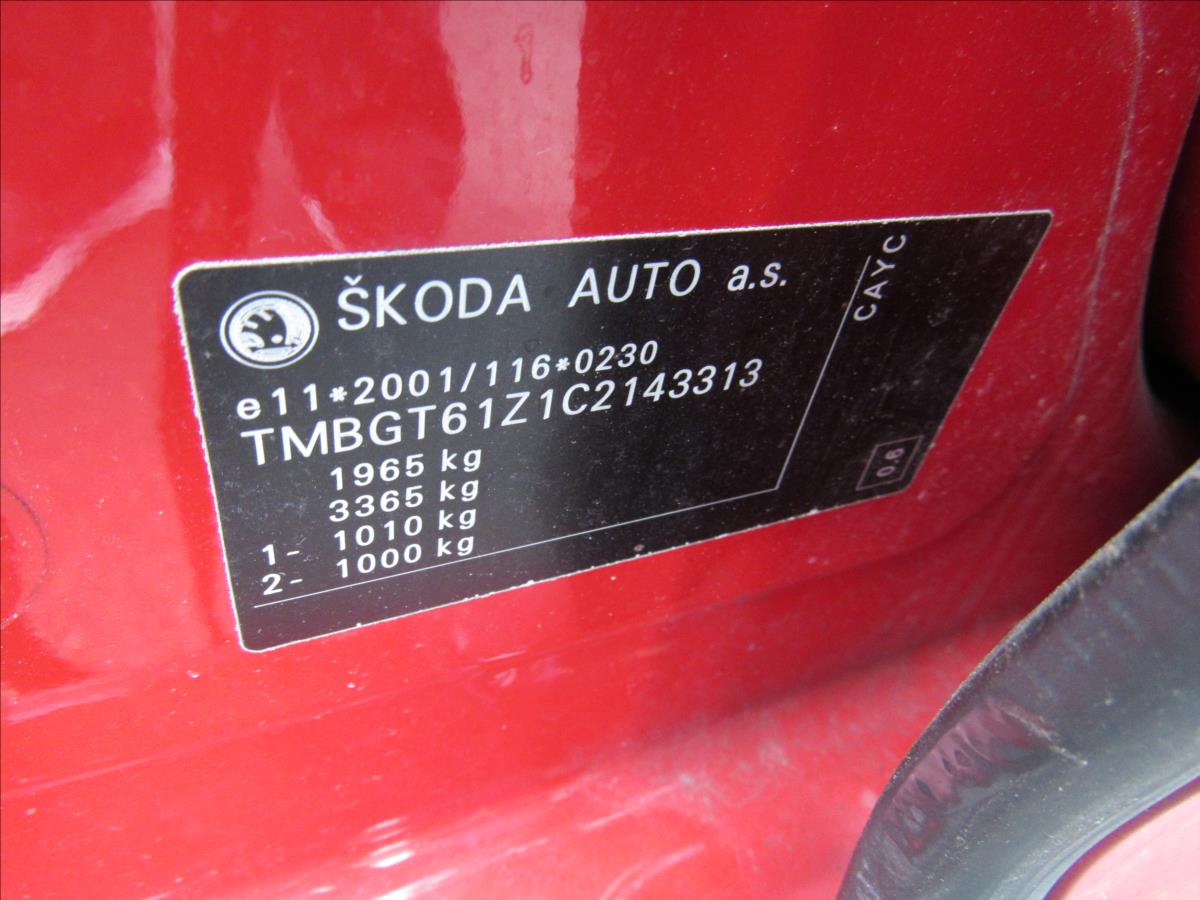 ŠKODA AUTO a.s.
e11*2001/116*0230
TMBGT61Z1C2143313
1965 kg
3365 kg
1- 1010 kg
2- 1000 kg
CAYC
0.6